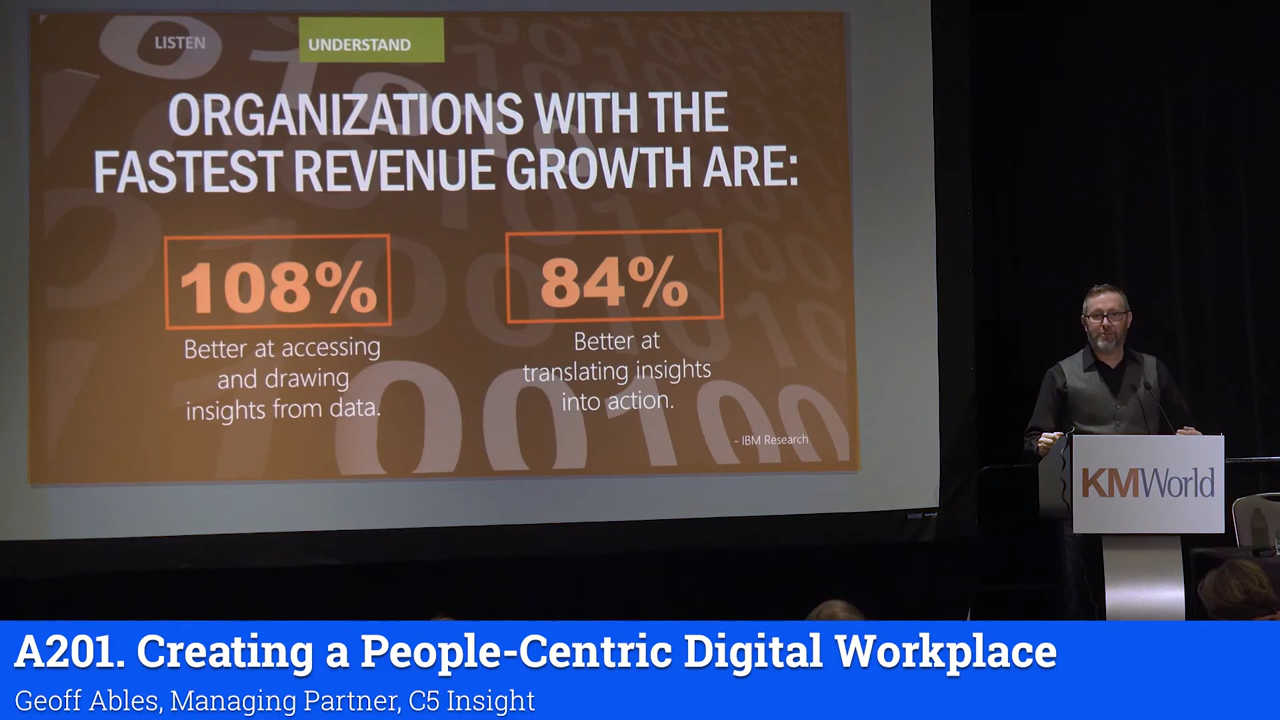 LISTEN
UNDERSTAND
ORGANIZATIONS WITH THE
FASTEST REVENUE GROWTH ARE:
108%
Better at accessing
and drawing
insights from data.
84%
Better at
translating insights
into action.
- IBM Research
KMWorld
A201. Creating a People-Centric Digital Workplace
Geoff Ables, Managing Partner, C5 Insight